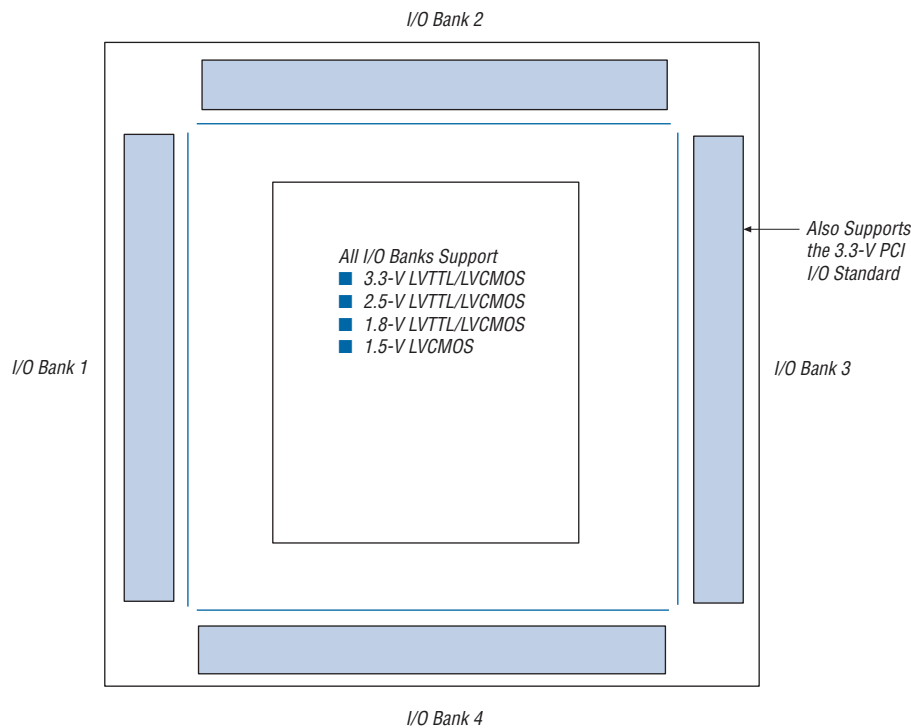 I/O Bank 2
All I/O Banks Support
■ 3.3-V LVTTL/LVCMOS
■ 2.5-V LVTTL/LVCMOS
■ 1.8-V LVTTL/LVCMOS
■ 1.5-V LVCMOS
Also Supports
the 3.3-V PCI
I/O Standard
I/O Bank 1
I/O Bank 3
I/O Bank 4